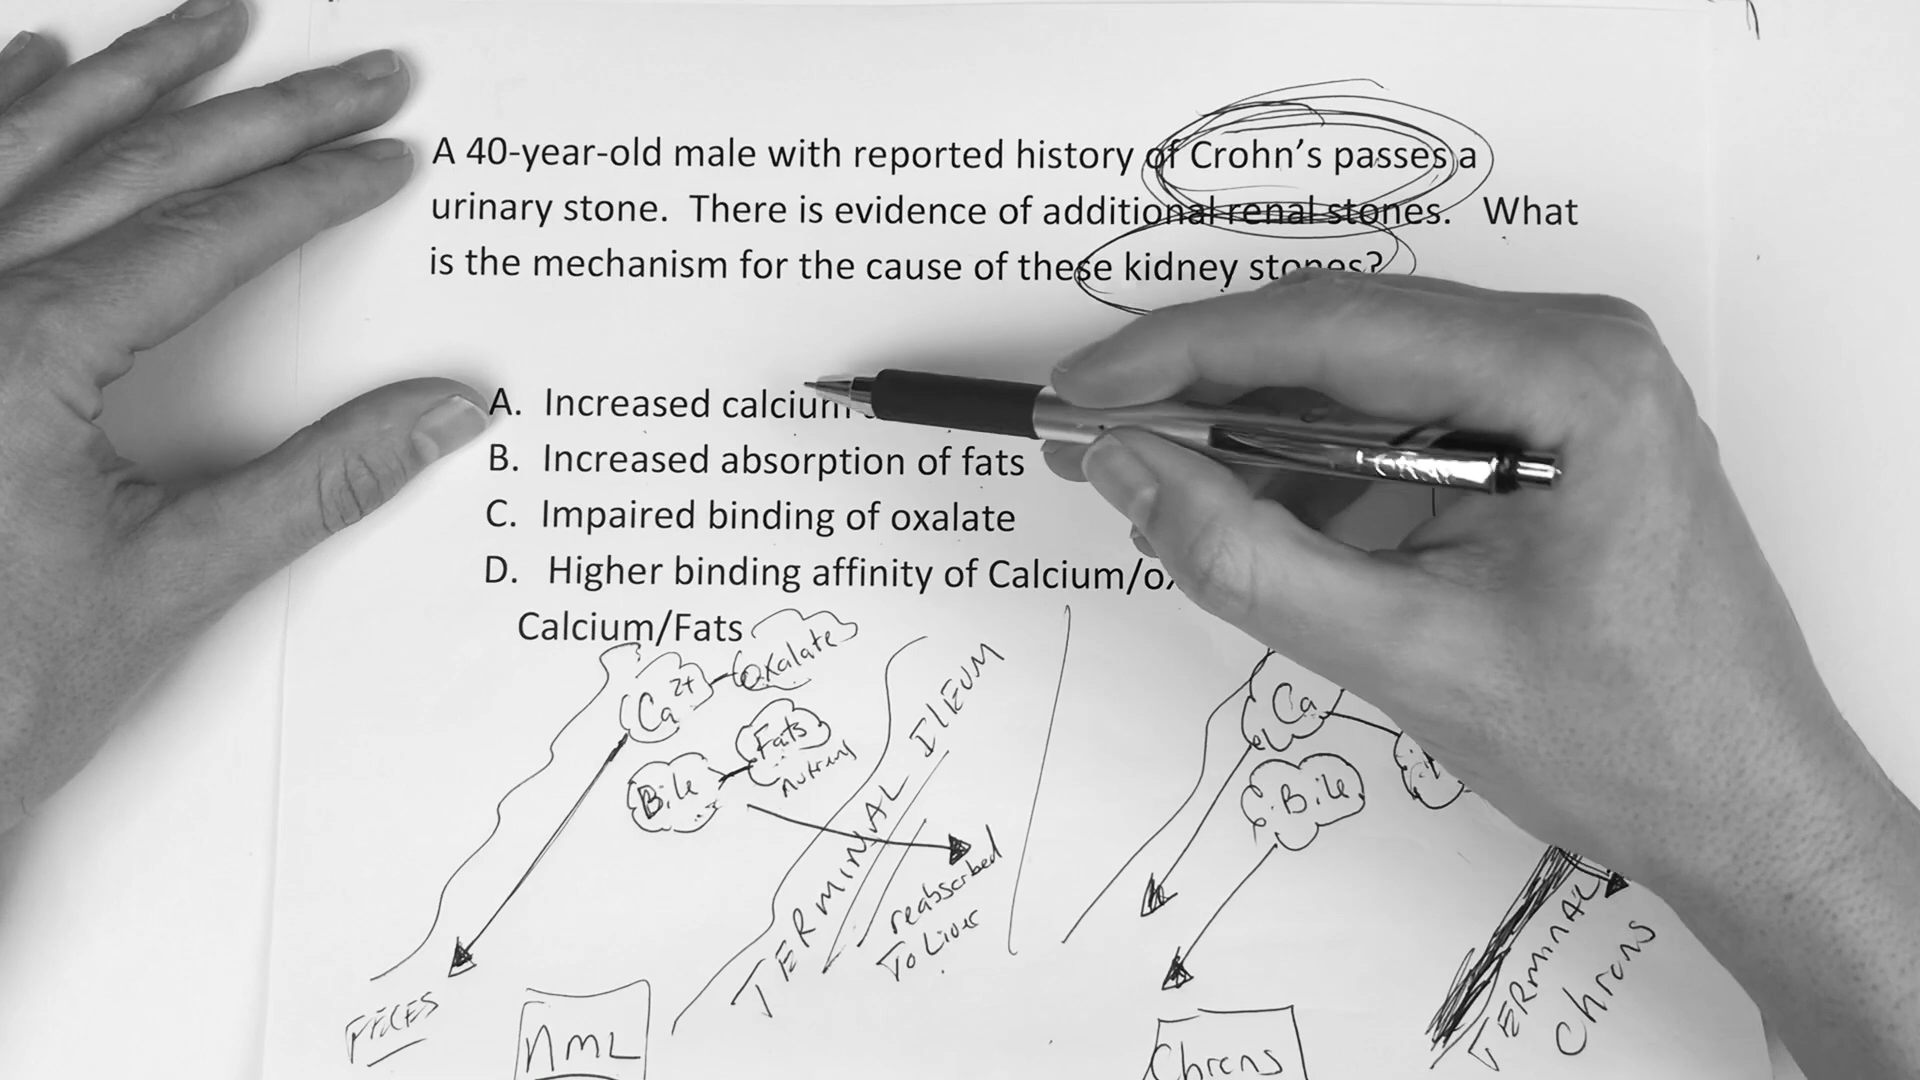 A 40-year-old male with reported history of Crohn's passes a
urinary stone. There is evidence of additional renal stones. What
is the mechanism for the cause of these kidney stones?
A. Increased calcium
B. Increased absorption of fats
C. Impaired binding of oxalate
D. Higher binding affinity of Calcium/ox
Calcium/Fats
Ca 2+
Oxalate
Fats
Bile
TERMINAL ILEUM
reabsorbed
To Liver
FECES
NML
Ca
Bile
TERMINAL
Chrons
Chrons